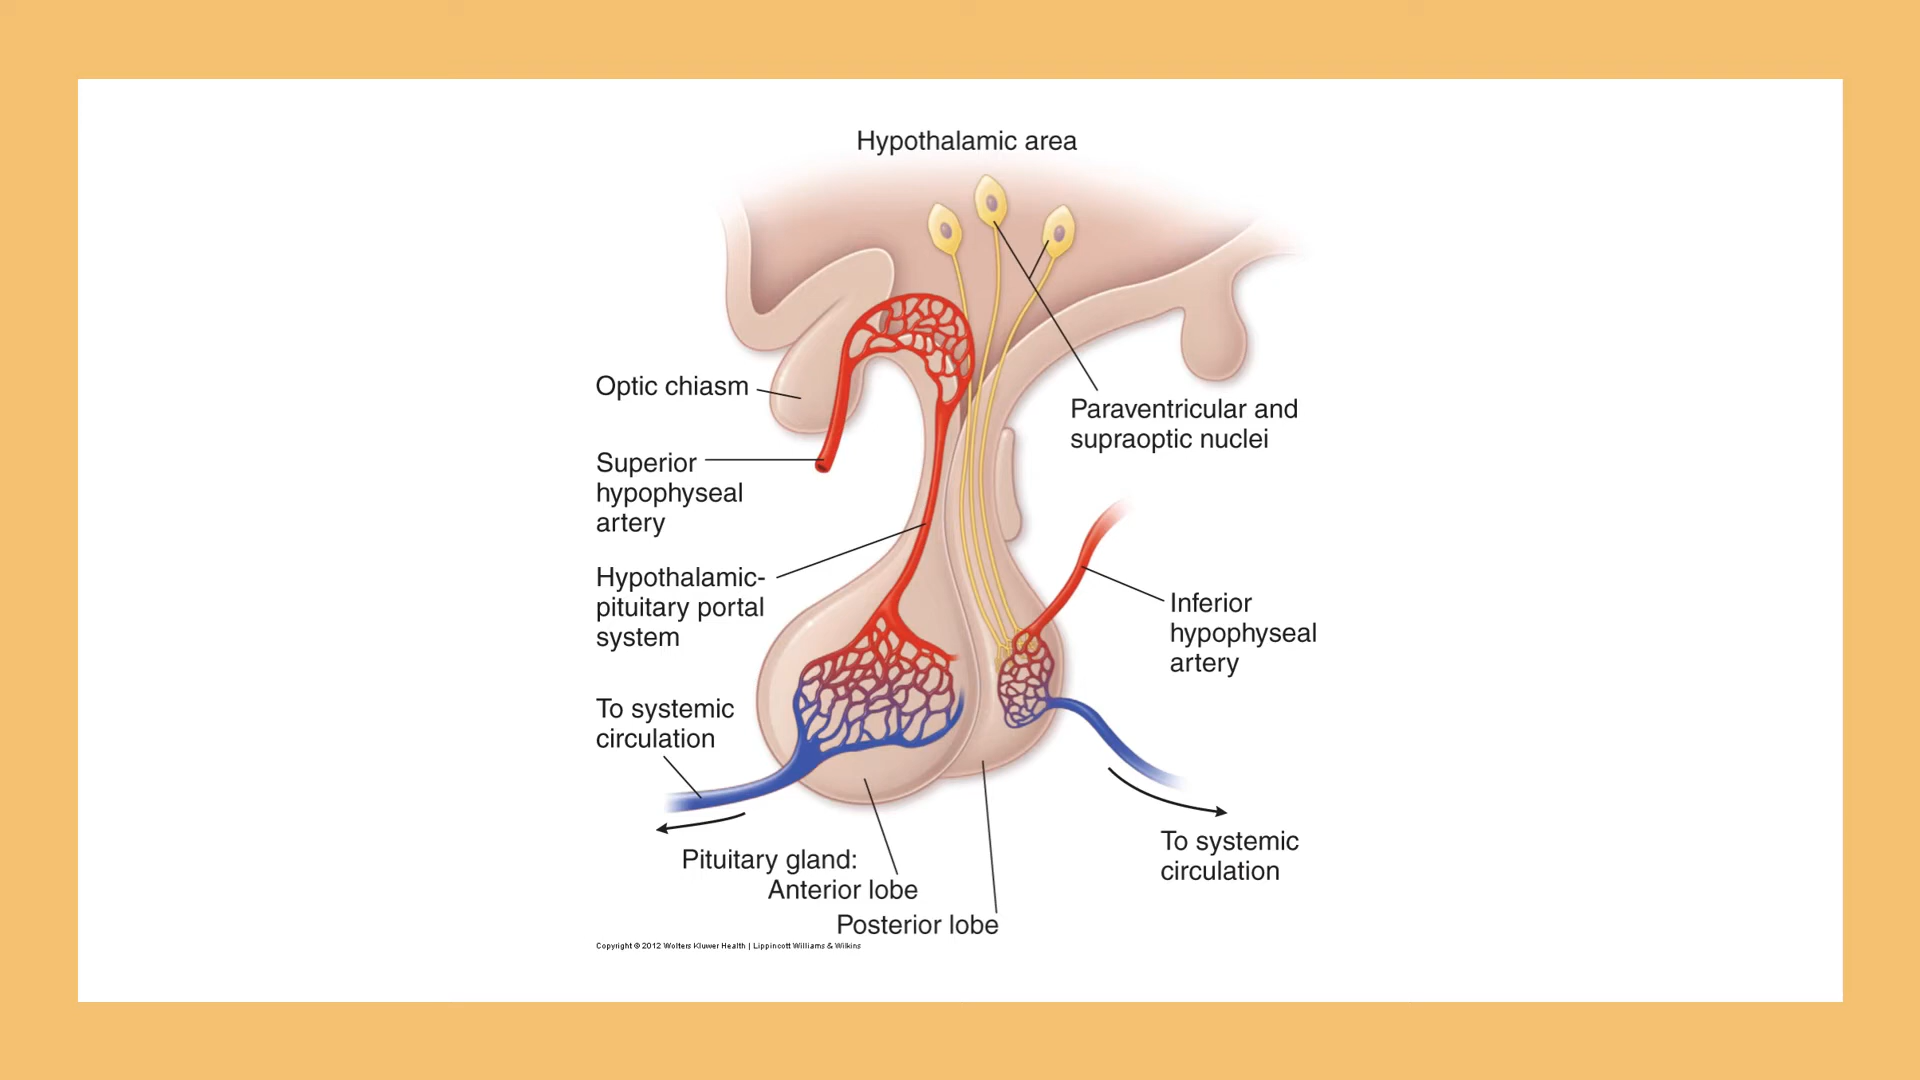 Hypothalamic area
Optic chiasm
Superior
hypophyseal
artery
Hypothalamic-
pituitary portal
system
To systemic
circulation
Paraventricular and
supraoptic nuclei
Inferior
hypophyseal
artery
To systemic
circulation
Pituitary gland:
Anterior lobe
Posterior lobe
Copyright © 2012 Wolters Kluwer Health | Lippincott Williams & Wilkins